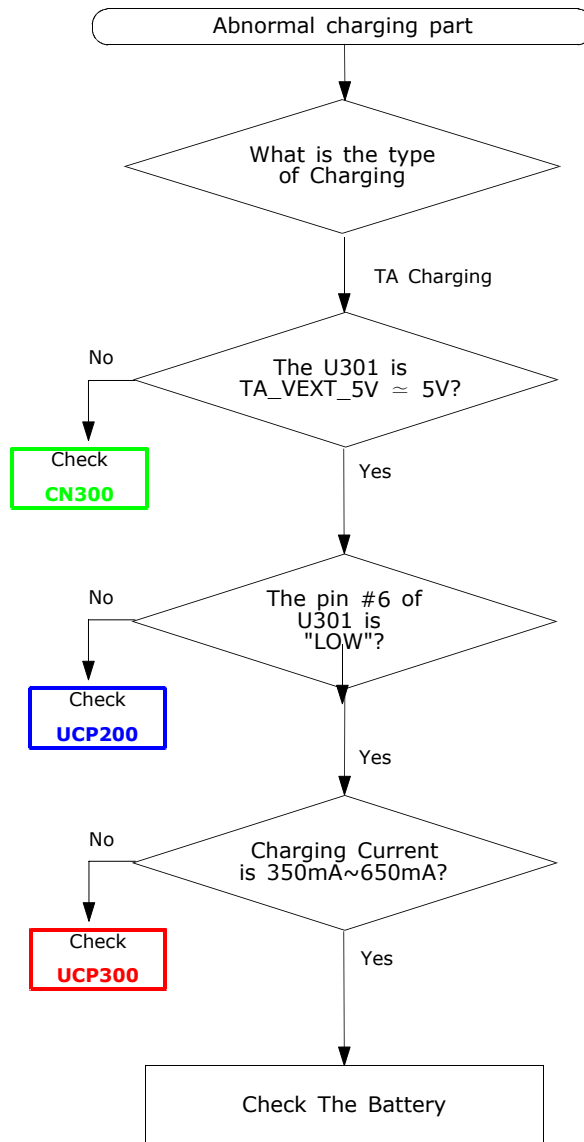 Abnormal charging part
What is the type
of Charging
TA Charging
No
The U301 is
TA_VEXT_5V ≃ 5V?
Check
CN300
Yes
No
The pin #6 of
U301 is
"LOW"?
Check
UCP200
Yes
No
Charging Current
is 350mA~650mA?
Check
UCP300
Yes
Check The Battery